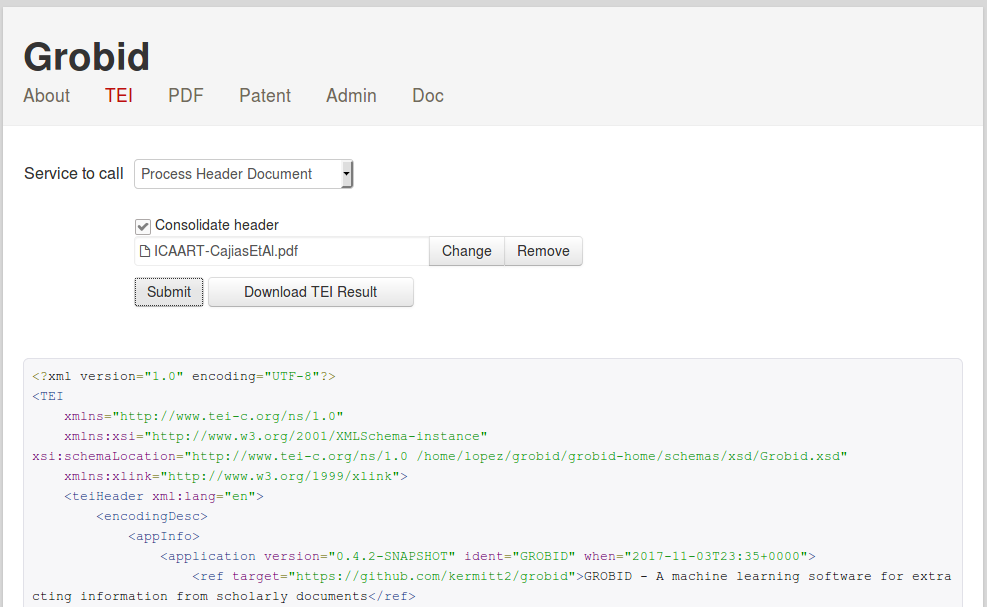 Grobid
About TEI PDF Patent Admin Doc
Service to call Process Header Document
Consolidate header
ICAART-CajiasEtAl.pdf Change Remove
Submit Download TEI Result
<?xml version="1.0" encoding="UTF-8"?>
<TEI
xmlns="http://www.tei-c.org/ns/1.0"
xmlns:xsi="http://www.w3.org/2001/XMLSchema-instance"
xsi:schemaLocation="http://www.tei-c.org/ns/1.0 /home/lopez/grobid/grobid-home/schemas/xsd/Grobid.xsd"
xmlns:xlink="http://www.w3.org/1999/xlink">
<teiHeader xml:lang="en">
<encodingDesc>
<appInfo>
<application version="0.4.2-SNAPSHOT" ident="GROBID" when="2017-11-03T23:35+0000">
<ref target="https://github.com/kermitt2/grobid">GROBID - A machine learning software for extra
cting information from scholarly documents</ref>